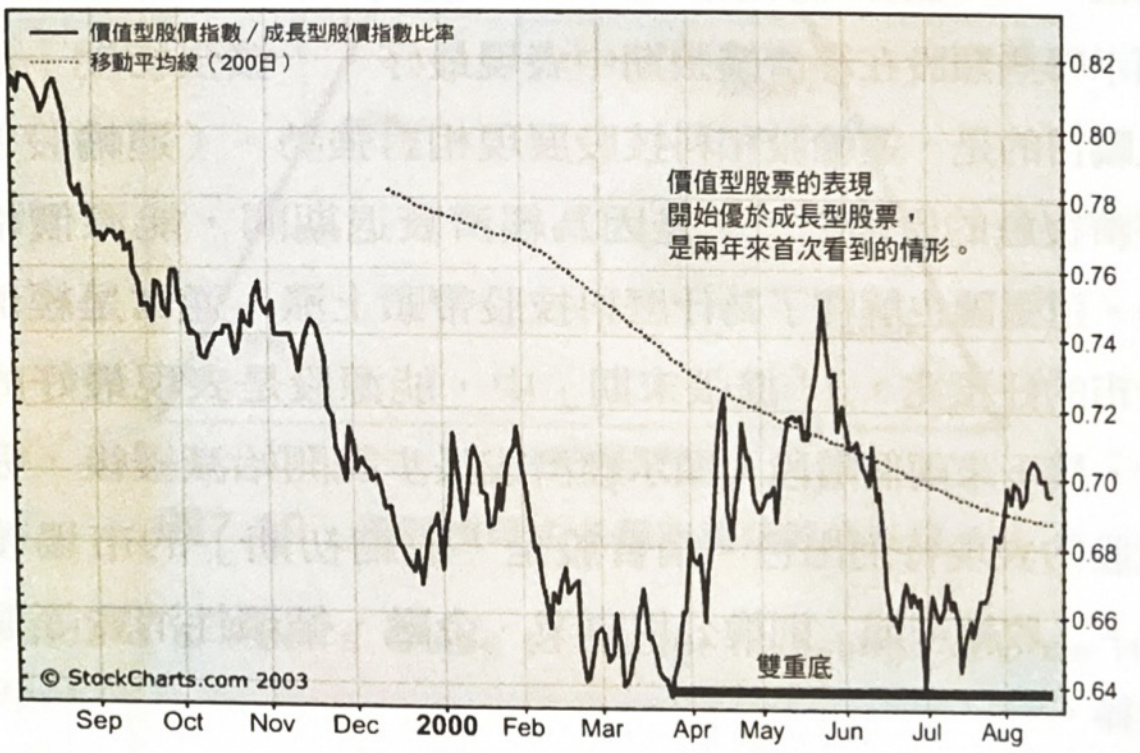 價值型股價指數 / 成長型股價指數比率
移動平均線（200日）
0.82
0.80
0.78
0.76
0.74
0.72
0.70
0.68
0.66
0.64
價值型股票的表現
開始優於成長型股票，
是兩年來首次看到的情形。
雙重底
© StockCharts.com 2003
Sep Oct Nov Dec 2000 Feb Mar Apr May Jun Jul Aug